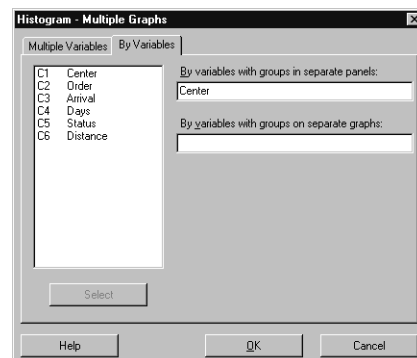 Histogram - Multiple Graphs
Multiple Variables By Variables
C1 Center
C2 Order
C3 Arrival
C4 Days
C5 Status
C6 Distance
By variables with groups in separate panels:
Center
By variables with groups on separate graphs:
Select
Help OK Cancel